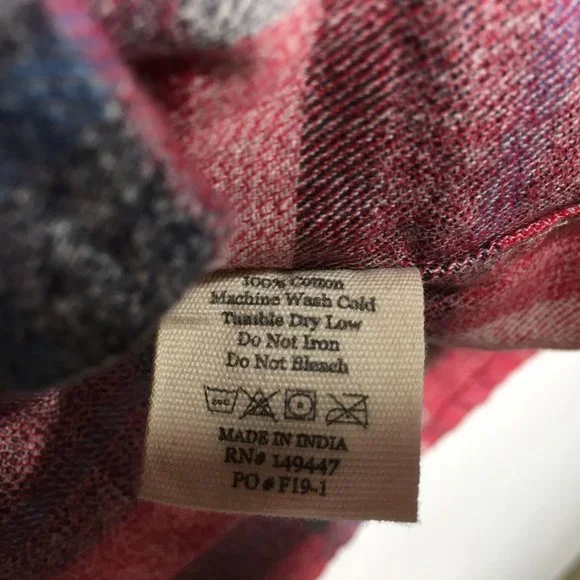 100% Cotton
Machine Wash Cold
Tumble Dry Low
Do Not Iron
Do Not Bleach
MADE IN INDIA
RN# 149447
PO # F19-1